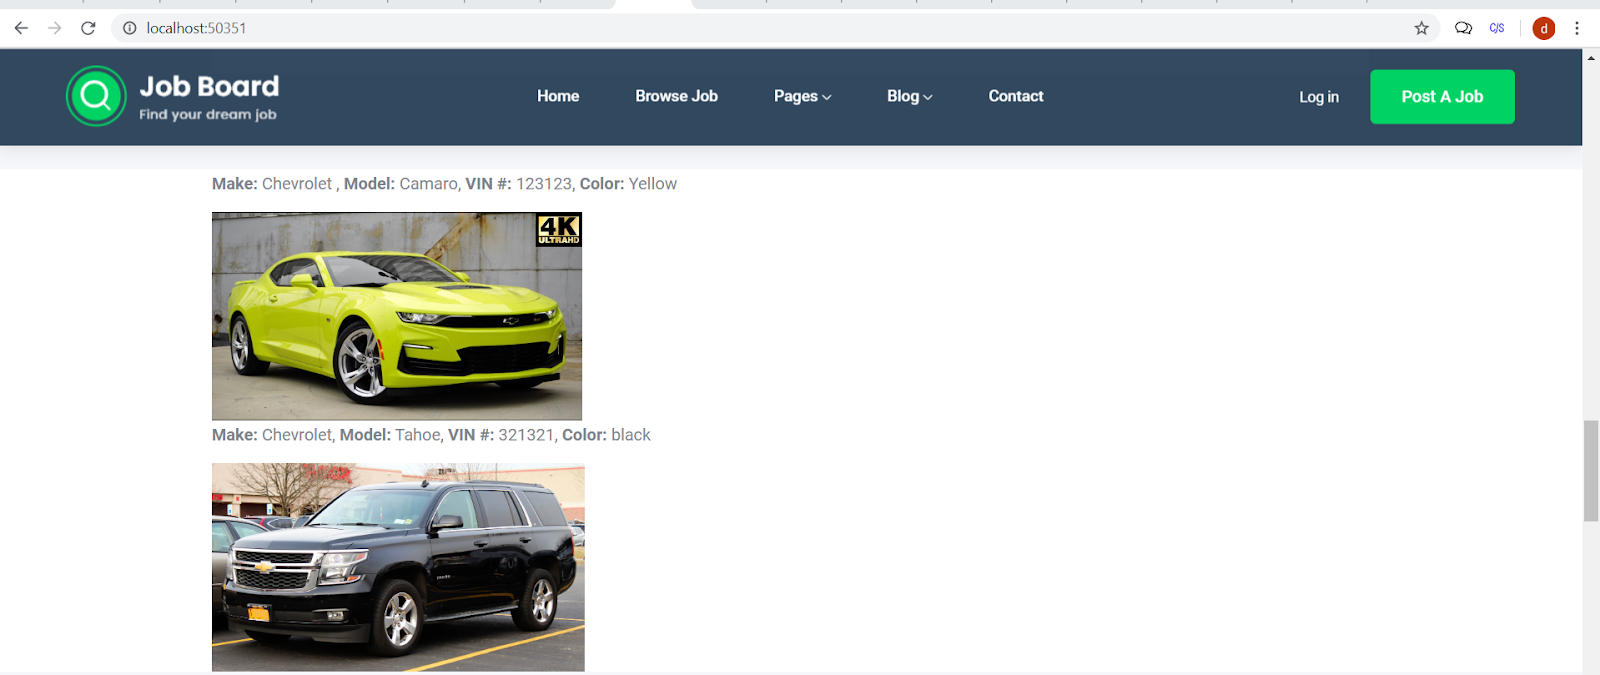 localhost:50351
C/S
d
Job Board
Find your dream job
Home
Browse Job
Pages
Blog
Contact
Log in
Post A Job
Make: Chevrolet , Model: Camaro, VIN #: 123123, Color: Yellow
4K
ULTRAHD
Make: Chevrolet, Model: Tahoe, VIN #: 321321, Color: black